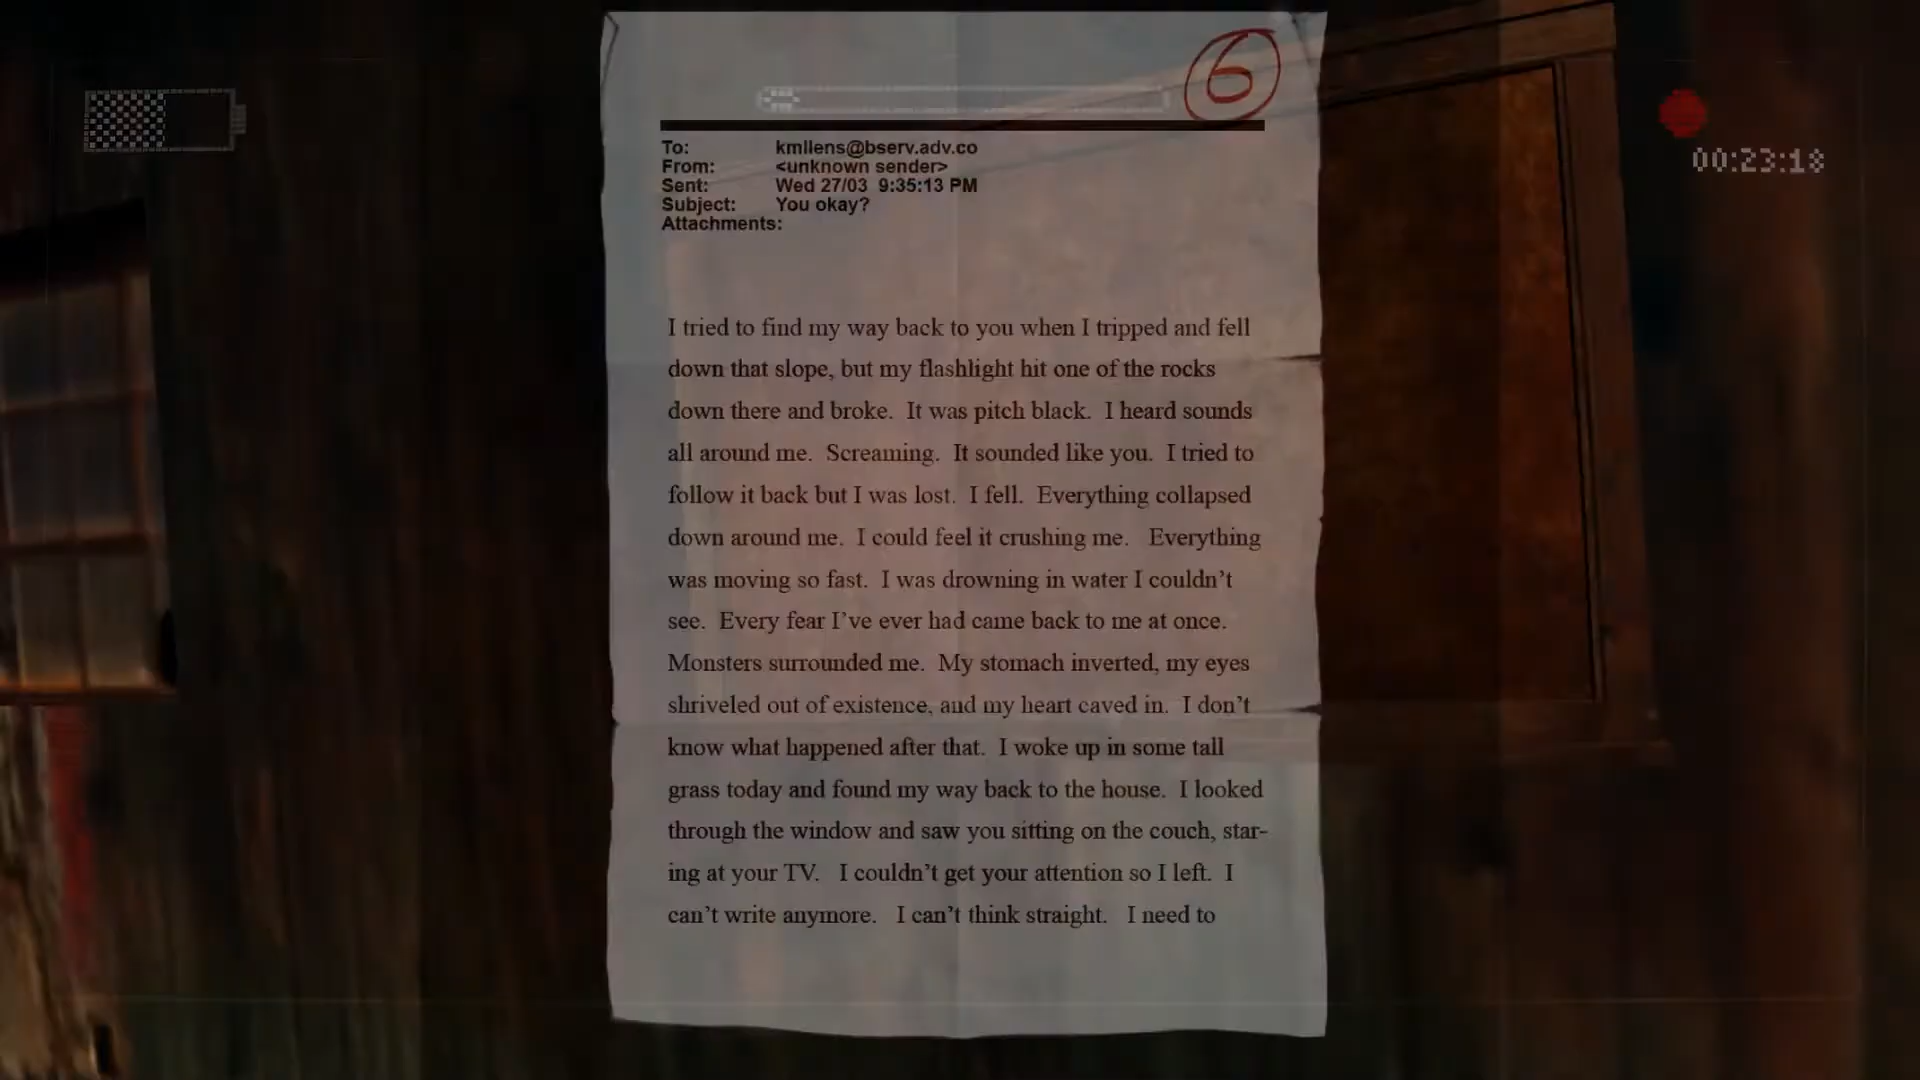 6
To: kmllens@bserv.adv.co
From: <unknown sender>
Sent: Wed 27/03 9:35:13 PM
Subject: You okay?
Attachments:
00:23:18
I tried to find my way back to you when I tripped and fell
down that slope, but my flashlight hit one of the rocks
down there and broke. It was pitch black. I heard sounds
all around me. Screaming. It sounded like you. I tried to
follow it back but I was lost. I fell. Everything collapsed
down around me. I could feel it crushing me. Everything
was moving so fast. I was drowning in water I couldn't
see. Every fear I've ever had came back to me at once.
Monsters surrounded me. My stomach inverted, my eyes
shriveled out of existence, and my heart caved in. I don't
know what happened after that. I woke up in some tall
grass today and found my way back to the house. I looked
through the window and saw you sitting on the couch, star-
ing at your TV. I couldn't get your attention so I left. I
can't write anymore. I can't think straight. I need to